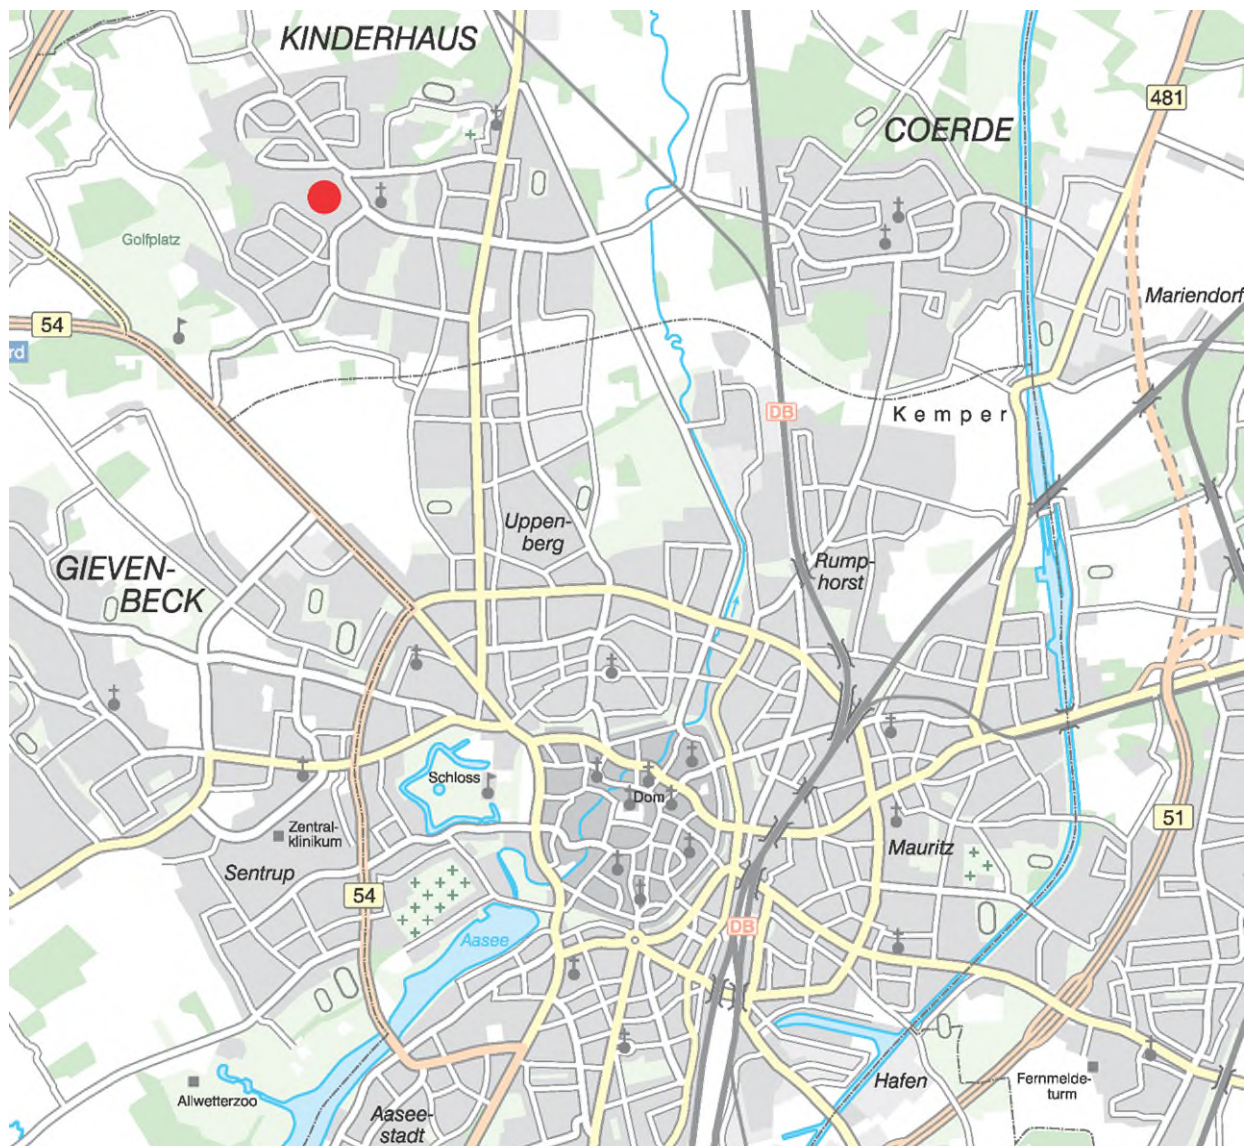 KINDERHAUS
481
COERDE
Golfplatz
Mariendorf
54
rd
DB
Kemper
Uppen-
berg
Rump-
horst
GIEVEN-
BECK
Schloss
Dom
51
Zentral-
klinikum
Mauritz
Sentrup
54
DB
Aasee
Hafen
Fernmelde-
turm
Allwetterzoo
Aasee-
stadt